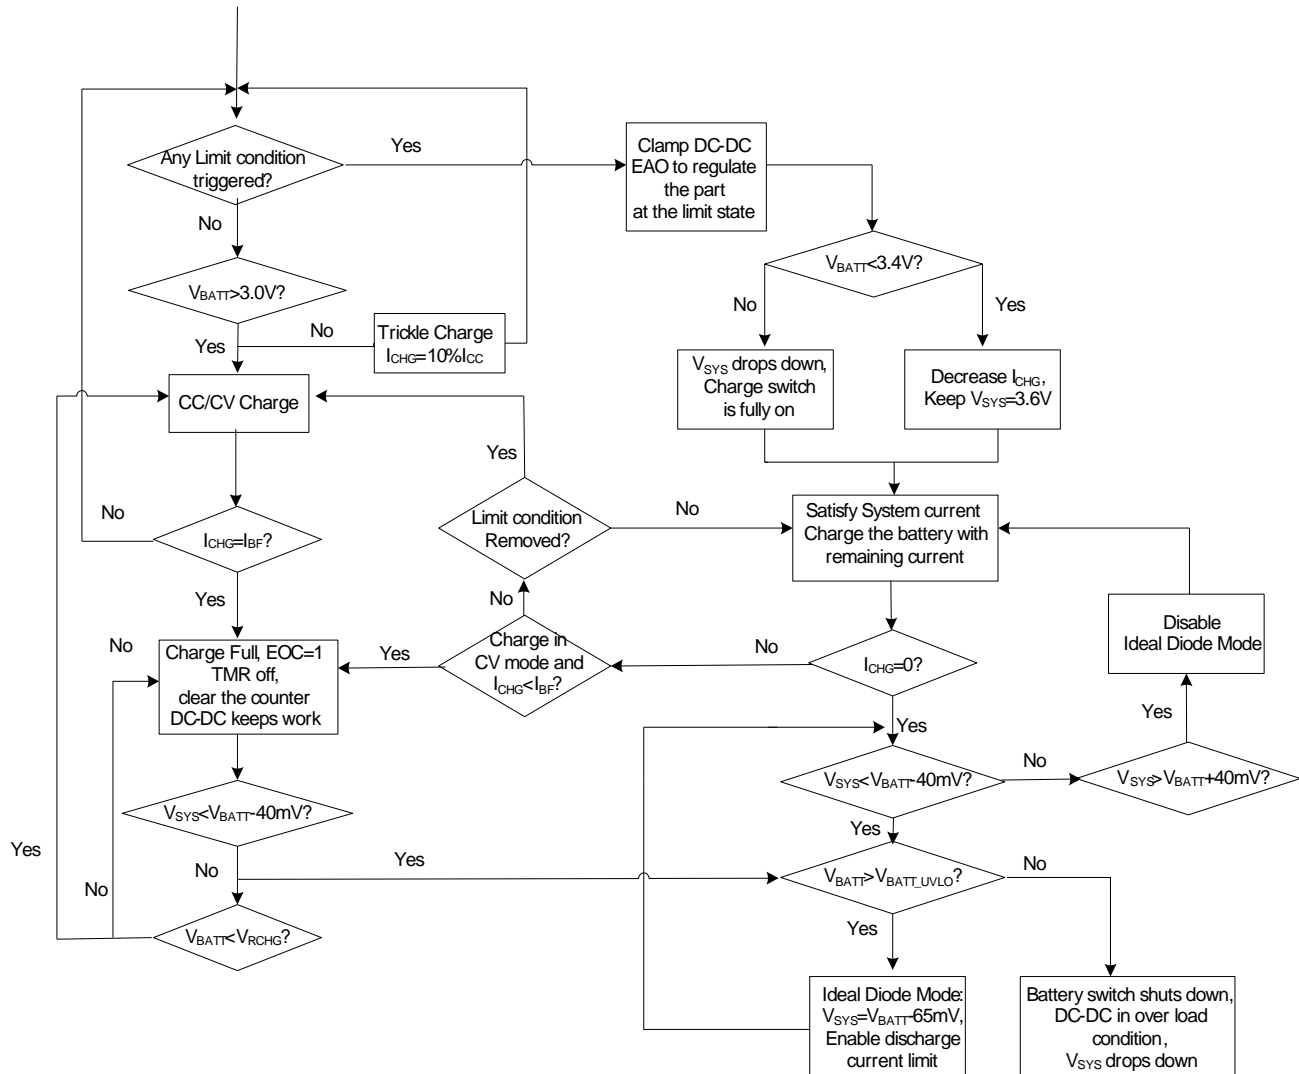 Any Limit condition
triggered?
Yes
No
Clamp DC-DC
EAO to regulate
the part
at the limit state
VBATT>3.0V?
VBATT<3.4V?
No
Yes
No
Yes
Trickle Charge
ICHG=10%ICC
VSYS drops down,
Charge switch
is fully on
Decrease ICHG,
Keep VSYS=3.6V
CC/CV Charge
Yes
No
ICHG=IBF?
Yes
Limit condition
Removed?
No
Satisfy System current
Charge the battery with
remaining current
No
Charge in
CV mode and
ICHG<IBF?
Yes
No
ICHG=0?
Yes
Disable
Ideal Diode Mode
Yes
No
Charge Full, EOC=1
TMR off,
clear the counter
DC-DC keeps work
VSYS<VBATT-40mV?
No
VSYS>VBATT+40mV?
Yes
VSYS<VBATT-40mV?
No
Yes
VBATT>VBATT_UVLO?
No
Yes
Yes
No
VBATT<VRCHG?
Ideal Diode Mode:
VSYS=VBATT-65mV,
Enable discharge
current limit
Battery switch shuts down,
DC-DC in over load
condition,
VSYS drops down